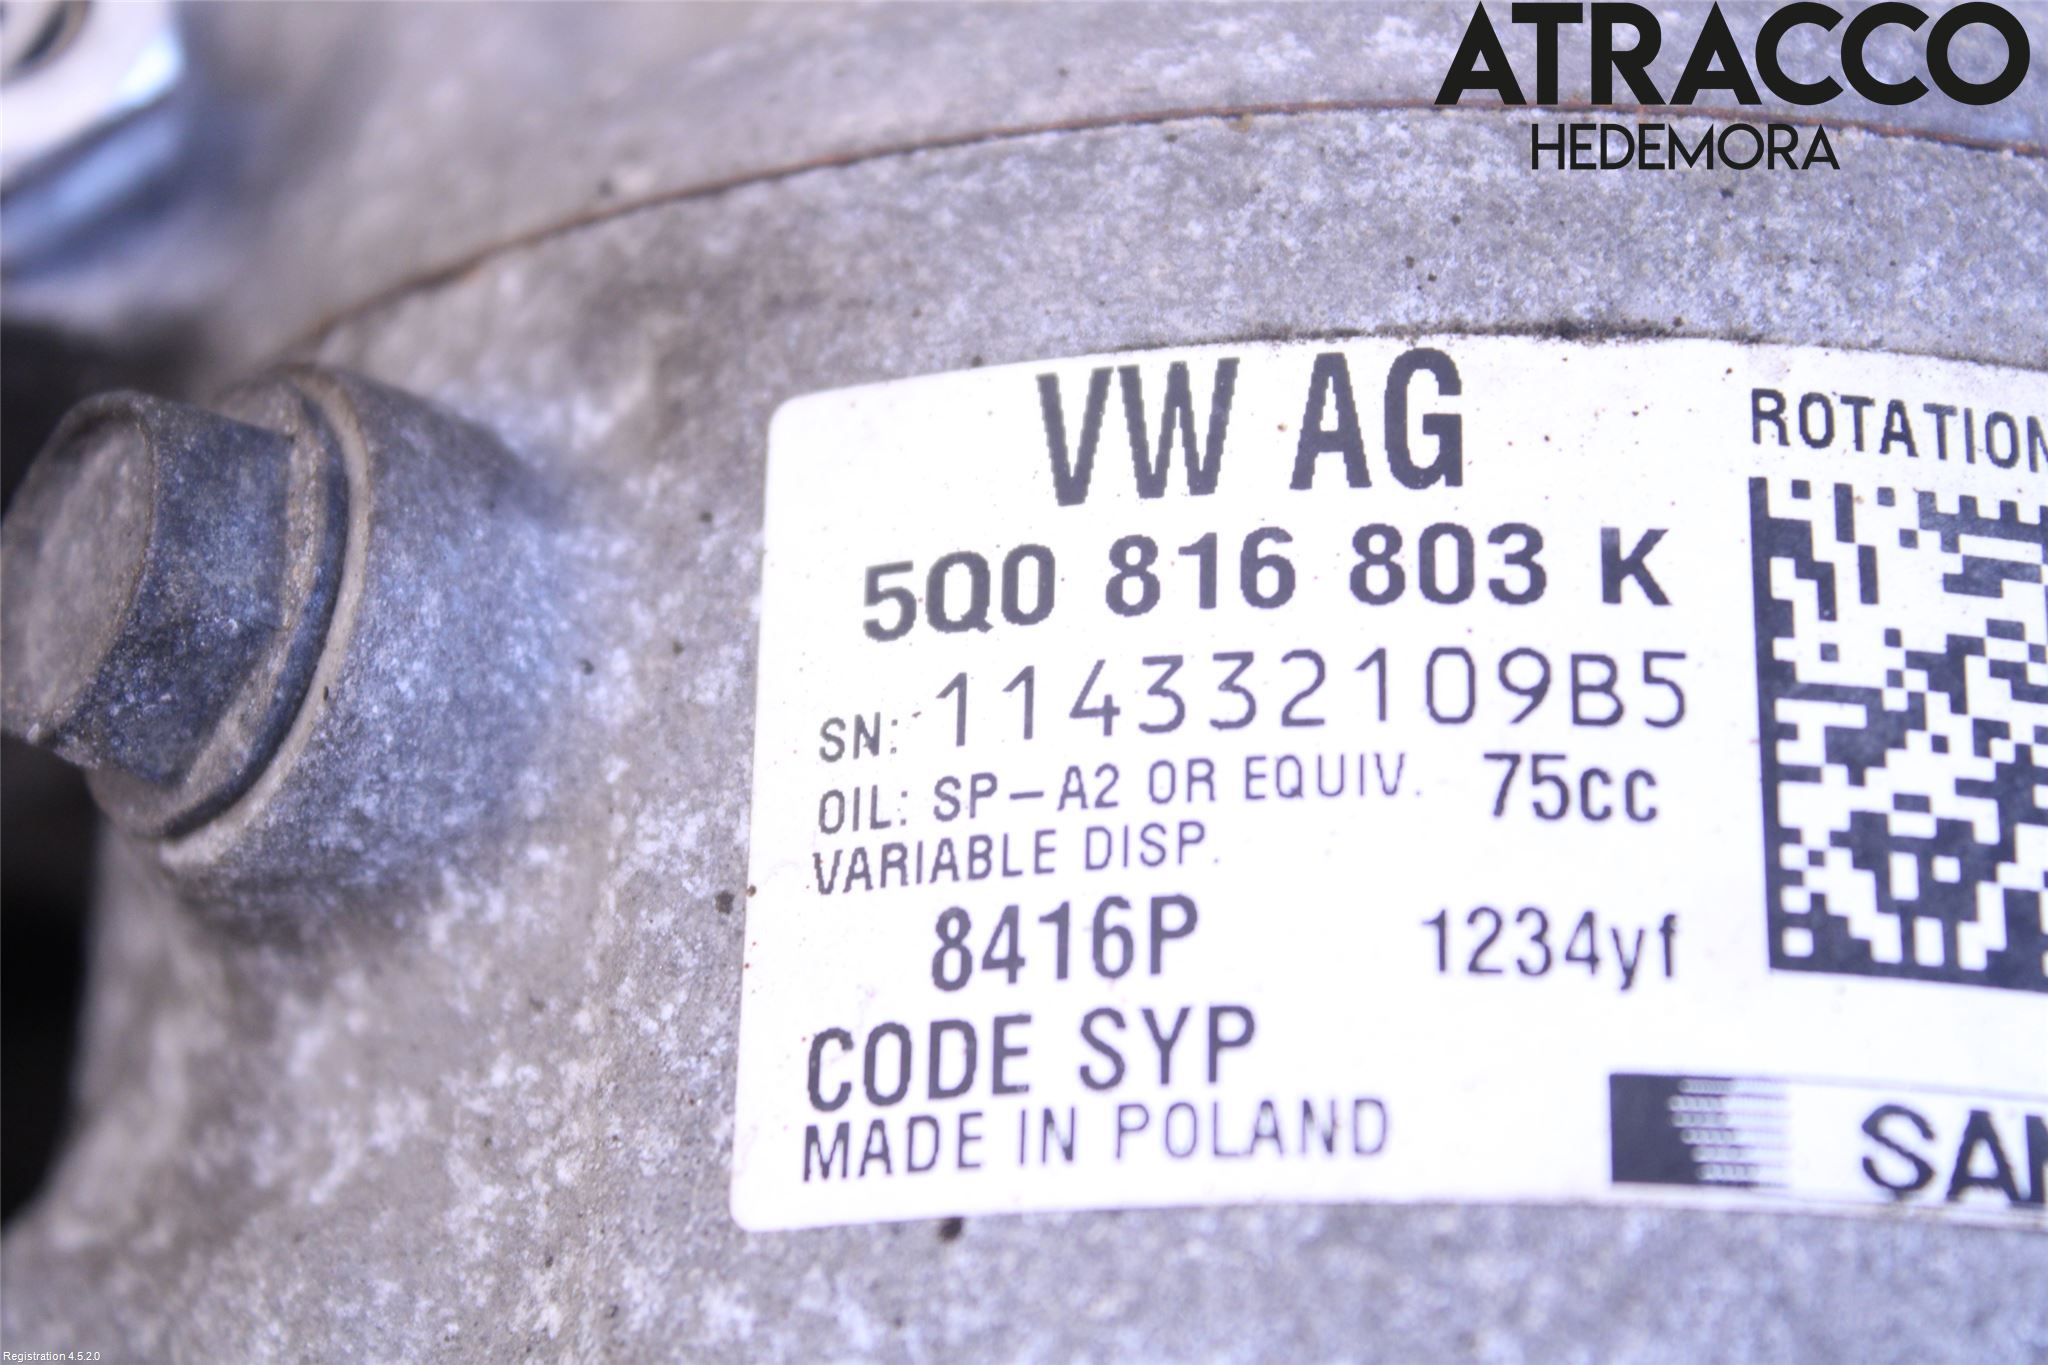 ATRACCO
HEDEMORA
VW AG
5Q0 816 803 K
SN: 114332109B5
OIL: SP-A2 OR EQUIV. 75cc
VARIABLE DISP.
8416P 1234yf
CODE SYP
MADE IN POLAND
ROTATION
SAN
Registration 4.5.2.0